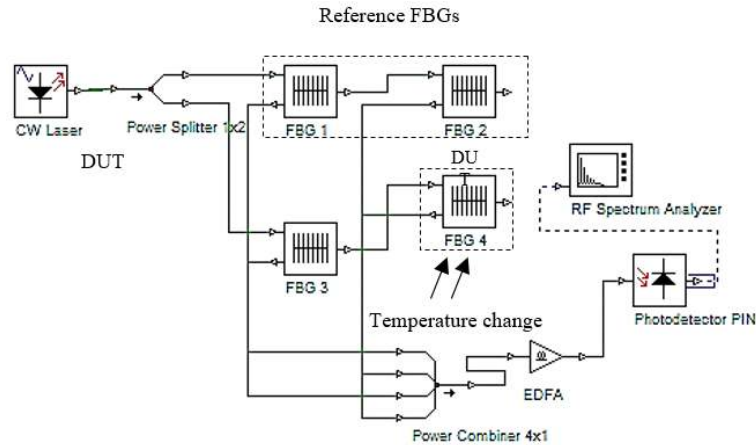 Reference FBGs
CW Laser
Power Splitter 1x2
FBG 1
FBG 2
DUT
DU
RF Spectrum Analyzer
FBG 3
FBG 4
Photodetector PIN
Temperature change
EDFA
Power Combiner 4x1